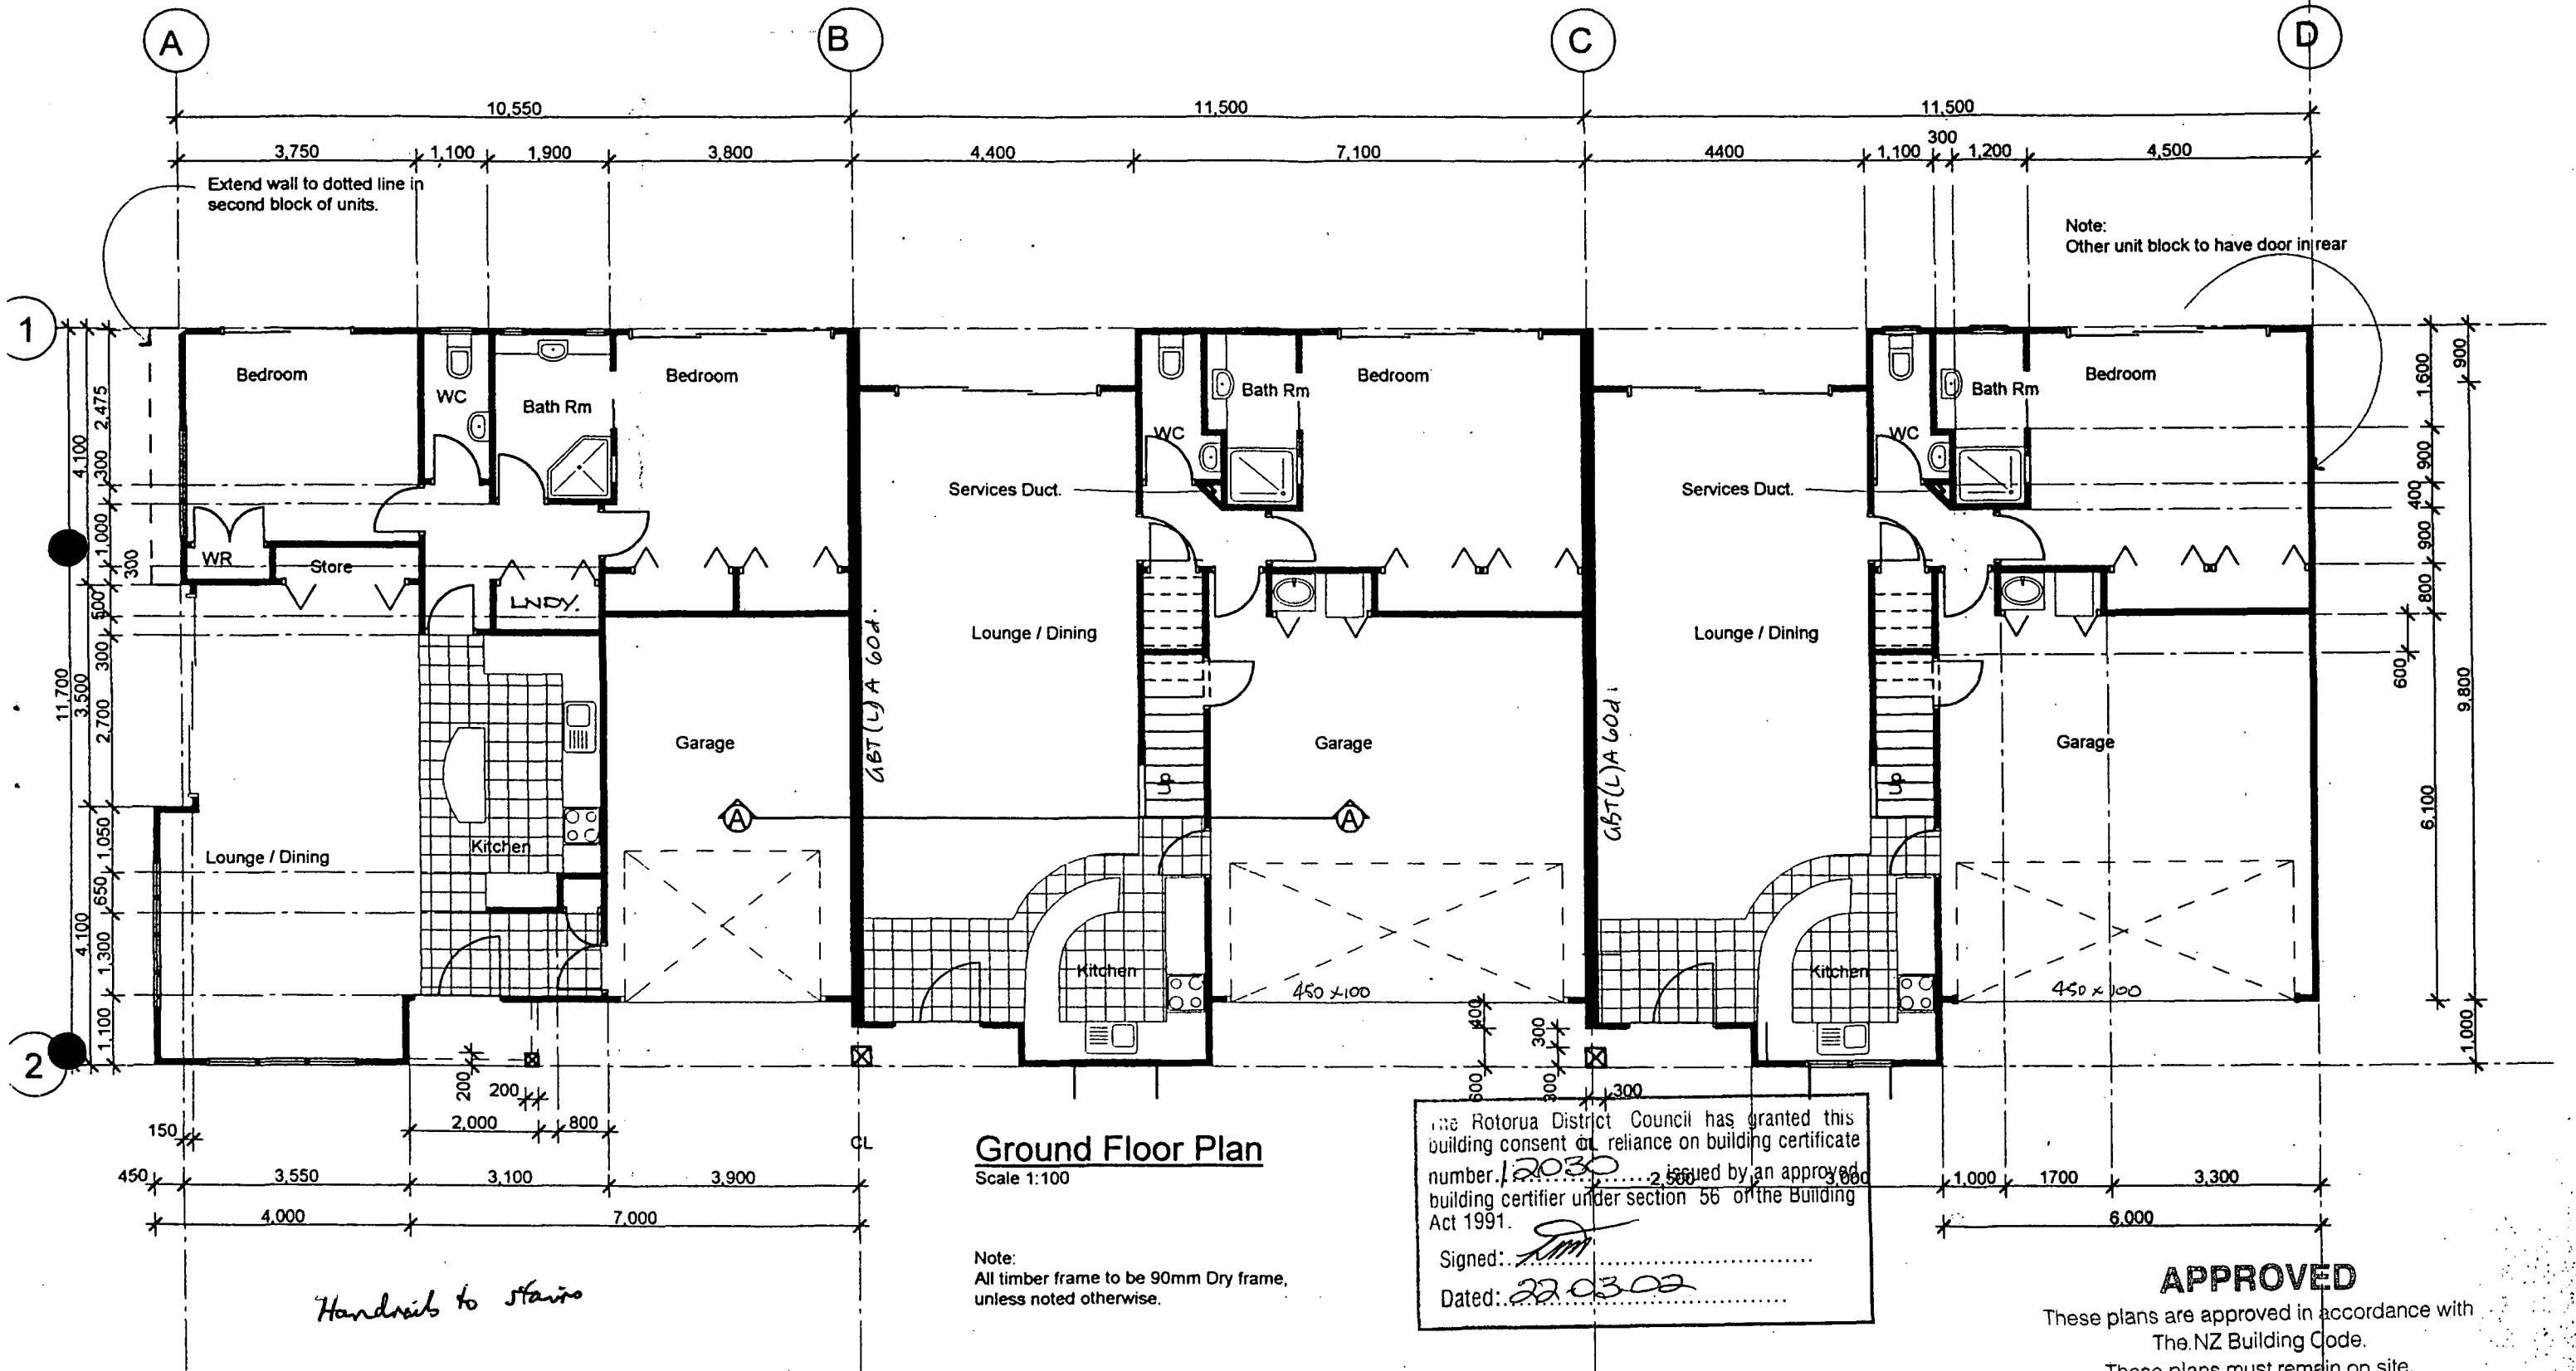 A
B
C
D
10,550
11,500
11,500
3,750
1,100
1,900
3,800
4,400
7,100
4400
1,100
300
1,200
4,500
Extend wall to dotted line in
second block of units.
Note:
Other unit block to have door in rear
1
2
11,700
4,100
3,500
4,100
2,475
300
1,000
300
500
300
2,700
1,050
650
1,300
1,100
Bedroom
WC
Bath Rm
Bedroom
WR
Store
LNDY.
Garage
Kitchen
Lounge / Dining
GBT(L) A 60d.
A
A
Services Duct.
Lounge / Dining
WC
Bath Rm
Bedroom
UP
Garage
Kitchen
450 x 100
GBT(L)A 60d.
Services Duct.
Lounge / Dining
WC
Bath Rm
Bedroom
UP
Garage
Kitchen
450 x 100
1,600
900
400
900
800
600
6,100
900
9,800
1,000
400
600
300
300
300
200
200
150
2,000
800
450
3,550
3,100
3,900
4,000
7,000
CL
2,500
3,000
1,000
1700
3,300
6,000
Ground Floor Plan
Scale 1:100
Note:
All timber frame to be 90mm Dry frame,
unless noted otherwise.
Handrails to stairs
The Rotorua District Council has granted this
building consent on reliance on building certificate
number 12030 issued by an approved
building certifier under section 56 of the Building
Act 1991.
Signed:
Dated: 22-03-02
APPROVED
These plans are approved in accordance with
The NZ Building Code.
These plans must remain on site.